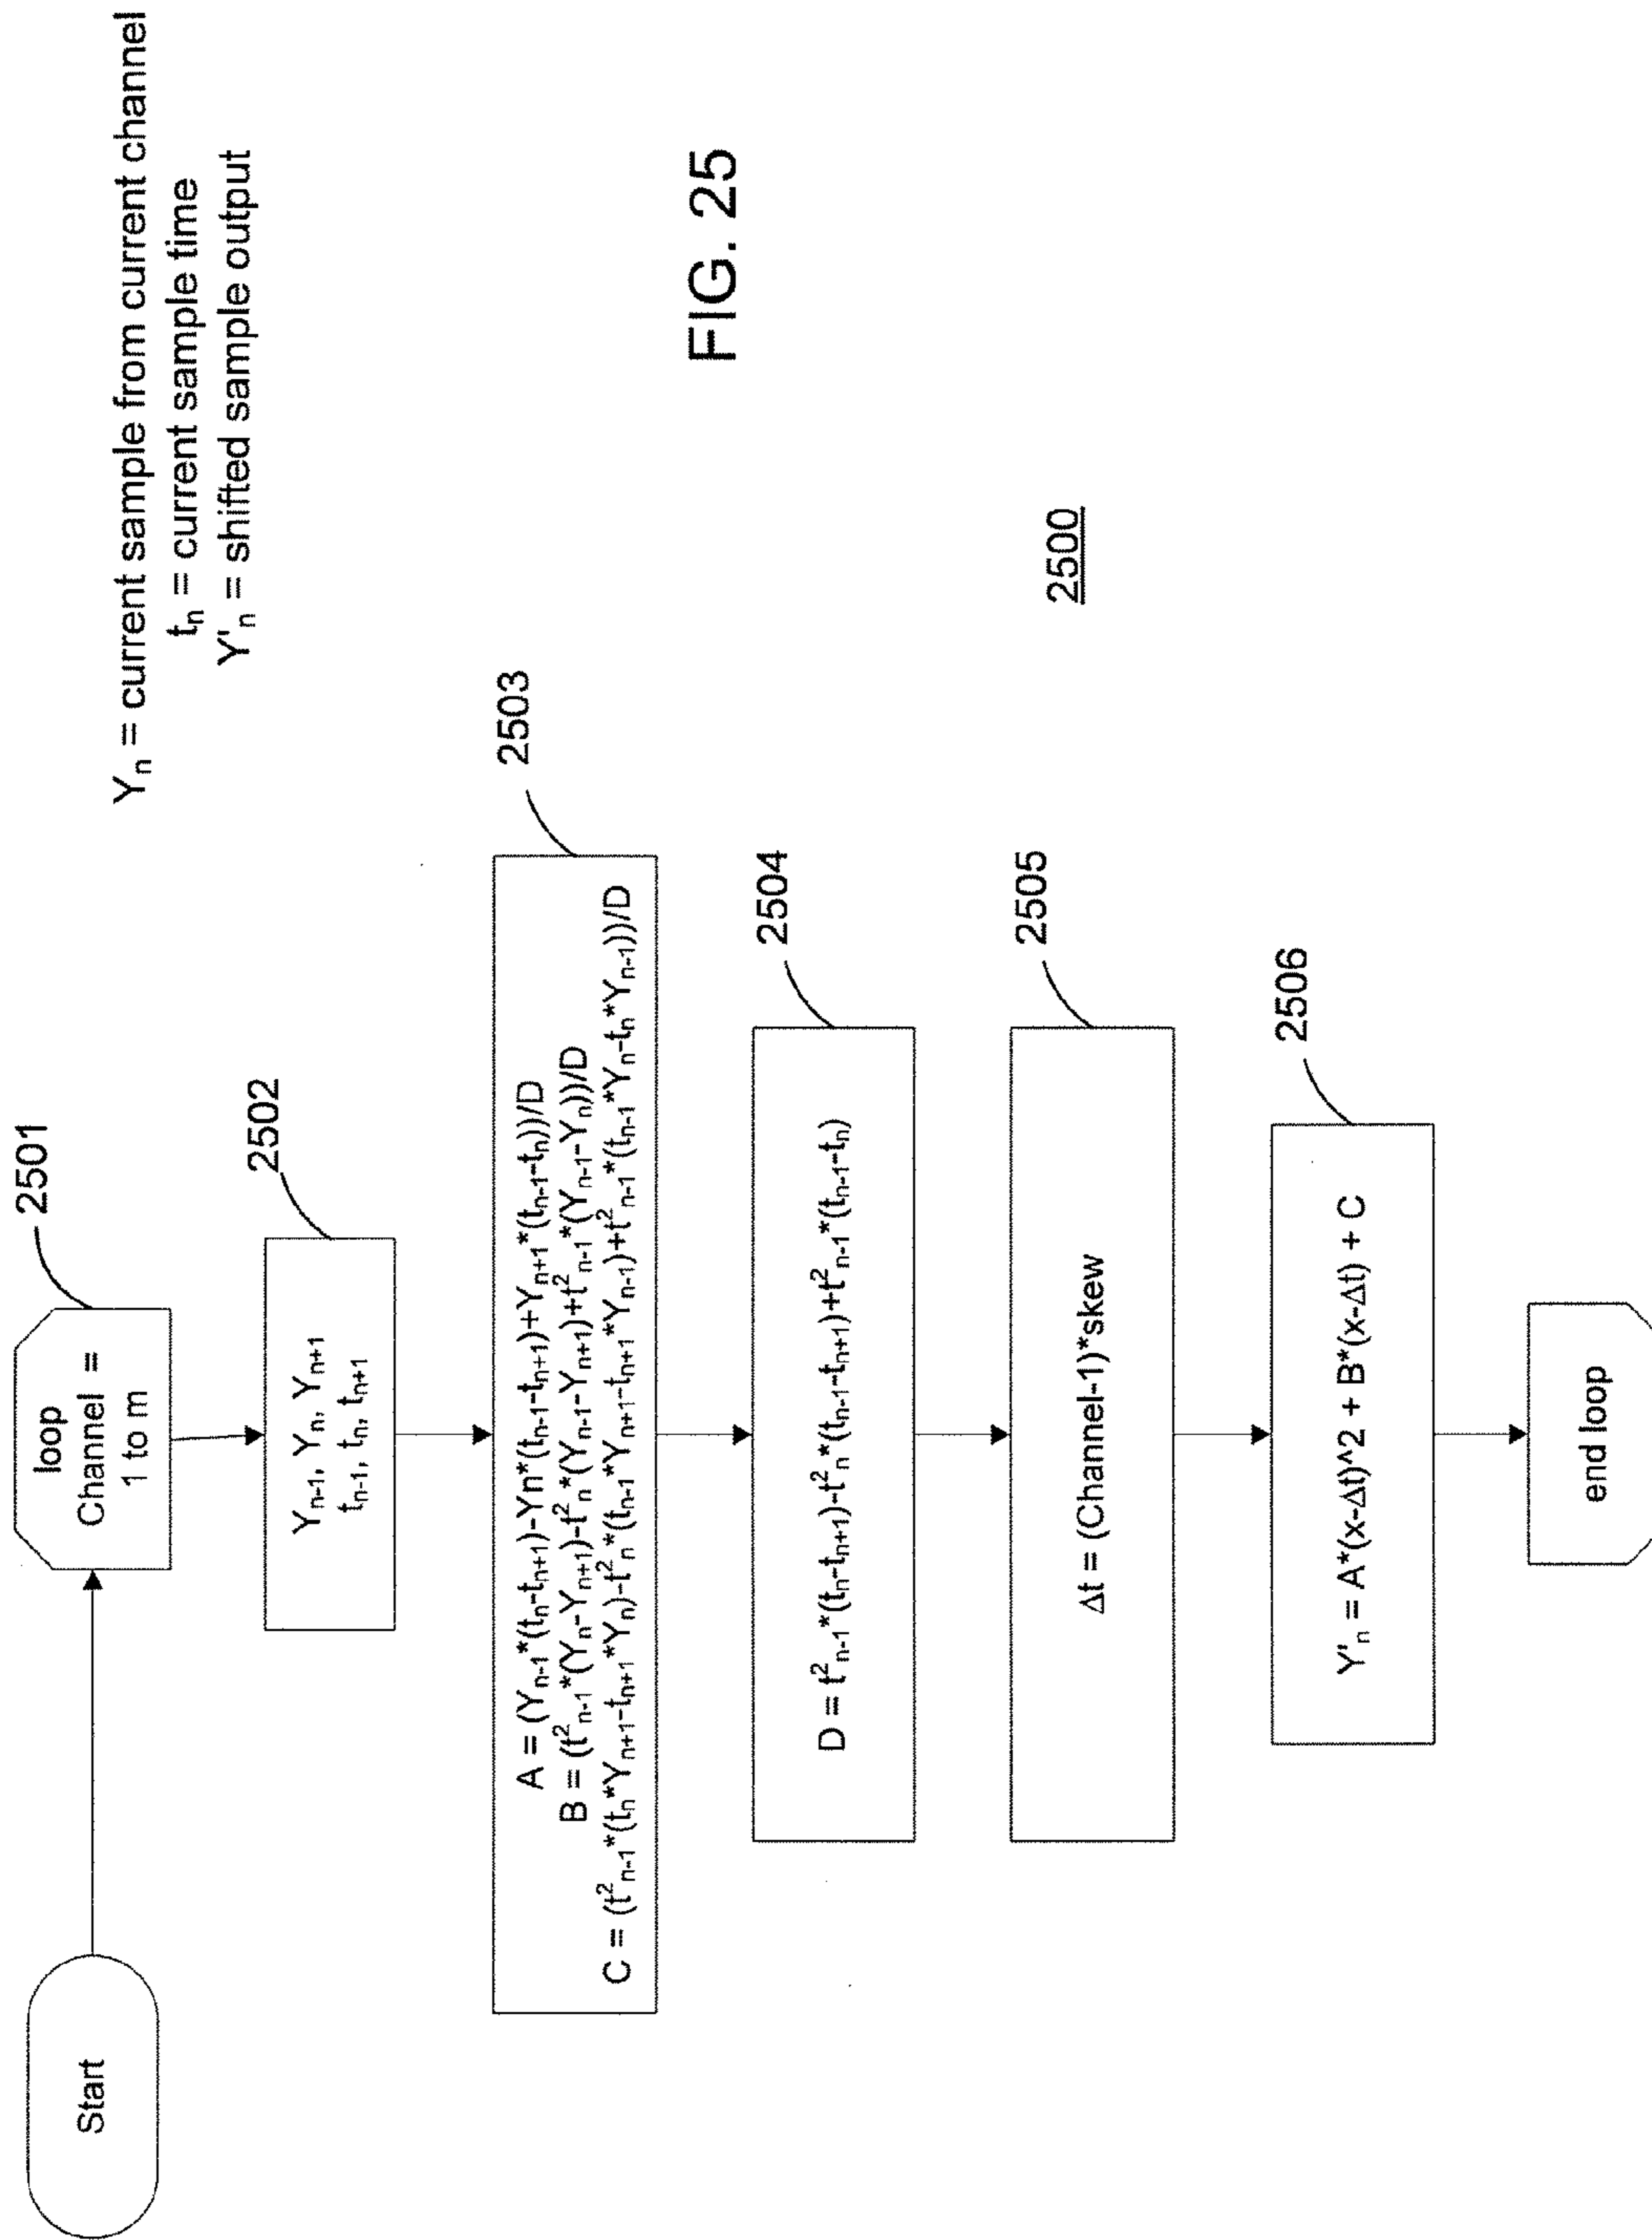 Start
loop
Channel =
1 to m
2501
Yₙ₋₁, Yₙ, Yₙ₊₁
tₙ₋₁, tₙ, tₙ₊₁
2502
A = (Yₙ₋₁*(tₙ-tₙ₊₁)-Yn*(tₙ₋₁-tₙ₊₁)+Yₙ₊₁*(tₙ₋₁-tₙ))/D
B = (t²ₙ₋₁*(Yₙ-Yₙ₊₁)-t²ₙ*(Yₙ₋₁-Yₙ₊₁)+t²ₙ₋₁*(Yₙ₋₁-Yₙ))/D
C = (t²ₙ₋₁*(tₙ*Yₙ₊₁-tₙ₊₁*Yₙ)-t²ₙ*(tₙ₋₁*Yₙ₊₁-tₙ₊₁*Yₙ₋₁)+t²ₙ₋₁*(tₙ₋₁*Yₙ-tₙ*Yₙ₋₁))/D
2503
D = t²ₙ₋₁*(tₙ-tₙ₊₁)-t²ₙ*(tₙ₋₁-tₙ₊₁)+t²ₙ₋₁*(tₙ₋₁-tₙ)
2504
Δt = (Channel-1)*skew
2505
Y'ₙ = A*(x-Δt)^2 + B*(x-Δt) + C
2506
end loop
Yₙ = current sample from current channel
tₙ = current sample time
Y'ₙ = shifted sample output
FIG. 25
2500